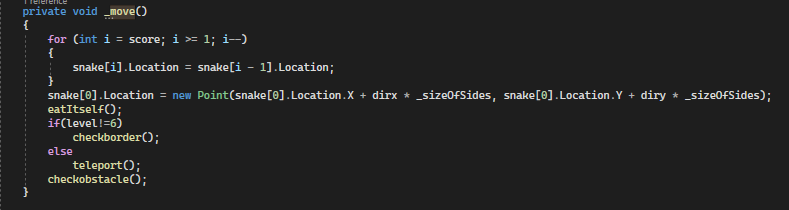 1 reference
private void _move()
{
    for (int i = score; i >= 1; i--)
    {
        snake[i].Location = snake[i - 1].Location;
    }
    snake[0].Location = new Point(snake[0].Location.X + dirx * _sizeOfSides, snake[0].Location.Y + diry * _sizeOfSides);
    eatItself();
    if(level!=6)
        checkborder();
    else
        teleport();
    checkobstacle();
}